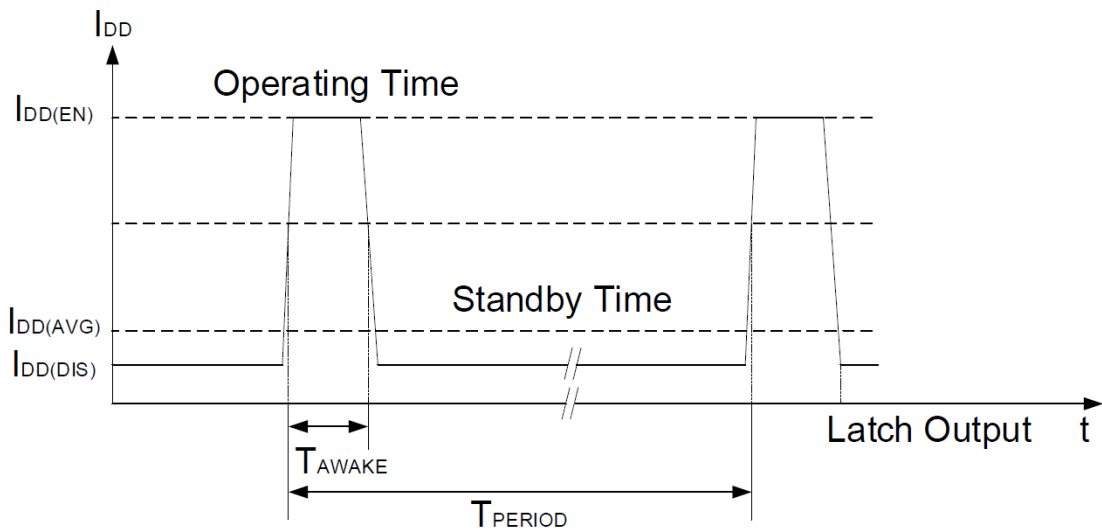 IDD
Operating Time
IDD(EN)
Standby Time
IDD(AVG)
IDD(DIS)
Latch Output t
TAWAKE
TPERIOD